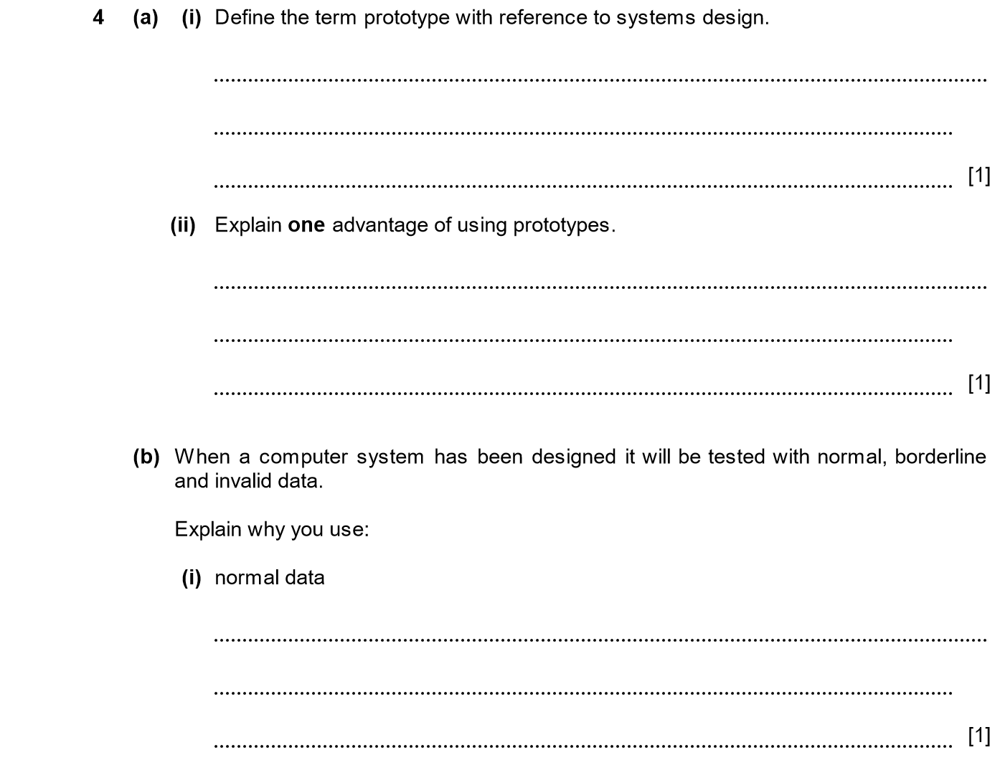 4 (a) (i) Define the term prototype with reference to systems design.
[1]
(ii) Explain one advantage of using prototypes.
[1]
(b) When a computer system has been designed it will be tested with normal, borderline
and invalid data.
Explain why you use:
(i) normal data
[1]